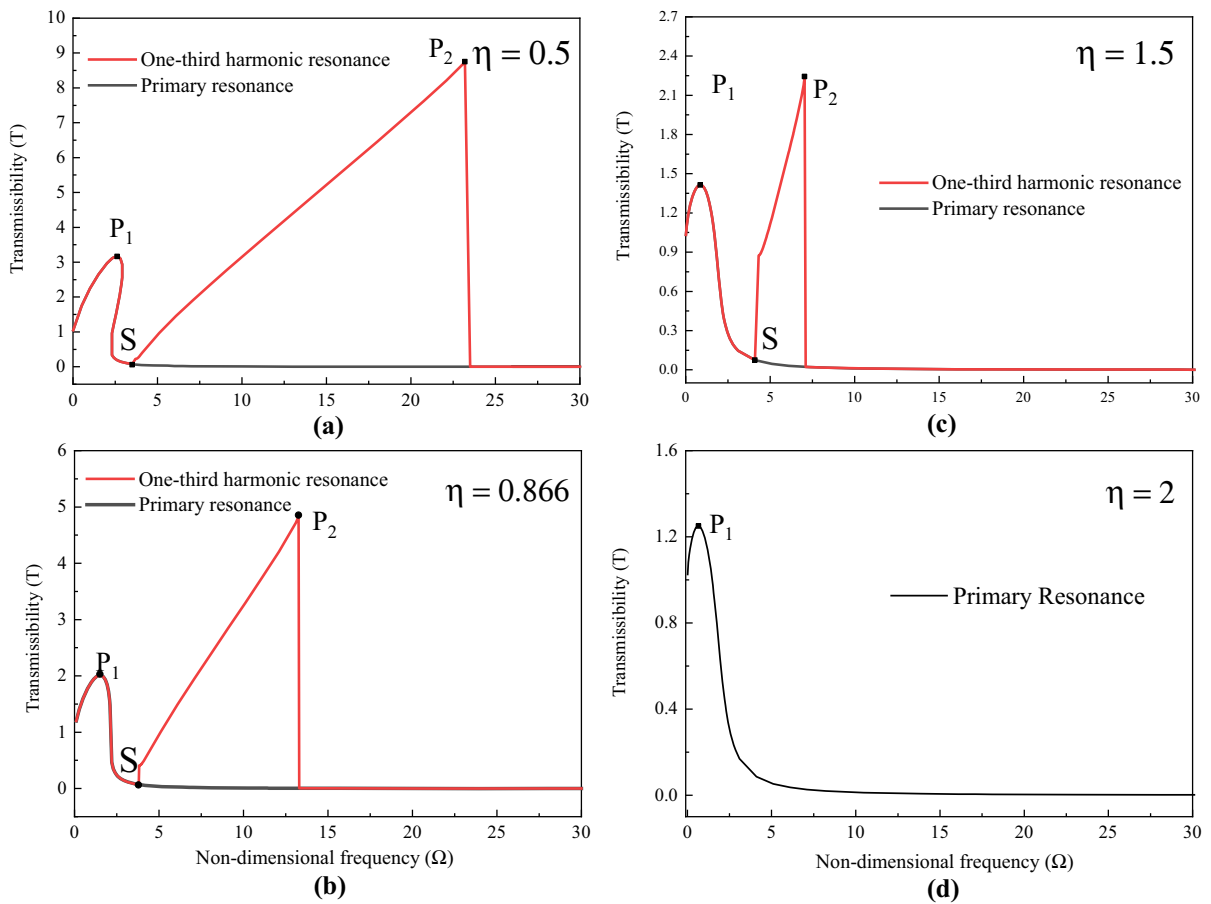 10
9
8
7
6
5
4
3
2
1
0
Transmissibility (T)
One-third harmonic resonance
Primary resonance
η = 0.5
P2
P1
S
0 5 10 15 20 25 30
(a)
2.7
2.4
2.1
1.8
1.5
1.2
0.9
0.6
0.3
0.0
Transmissibility (T)
η = 1.5
P1
P2
One-third harmonic resonance
Primary resonance
S
0 5 10 15 20 25 30
(c)
6
5
4
3
2
1
0
Transmissibility (T)
One-third harmonic resonance
Primary resonance
η = 0.866
P2
P1
S
0 5 10 15 20 25 30
Non-dimensional frequency (Ω)
(b)
1.6
1.2
0.8
0.4
0.0
Transmissibility (T)
η = 2
P1
Primary Resonance
0 5 10 15 20 25 30
Non-dimensional frequency (Ω)
(d)